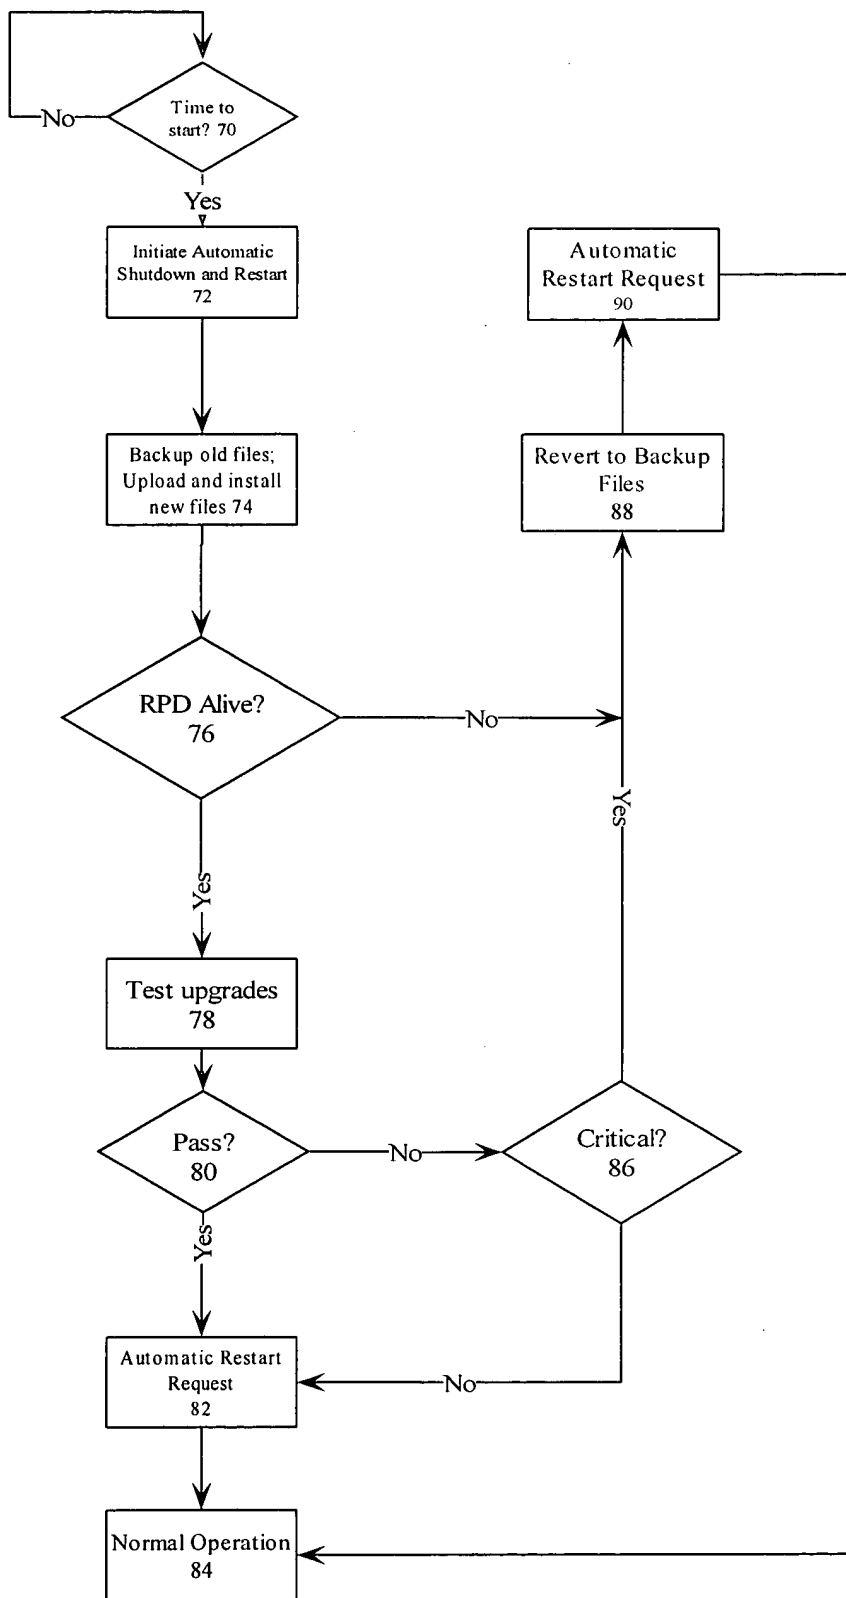 Time to
start? 70
No
Yes
Initiate Automatic
Shutdown and Restart
72
Automatic
Restart Request
90
Backup old files;
Upload and install
new files 74
Revert to Backup
Files
88
RPD Alive?
76
No
Yes
Yes
Test upgrades
78
Pass?
80
No
Critical?
86
Yes
Automatic Restart
Request
82
No
Normal Operation
84